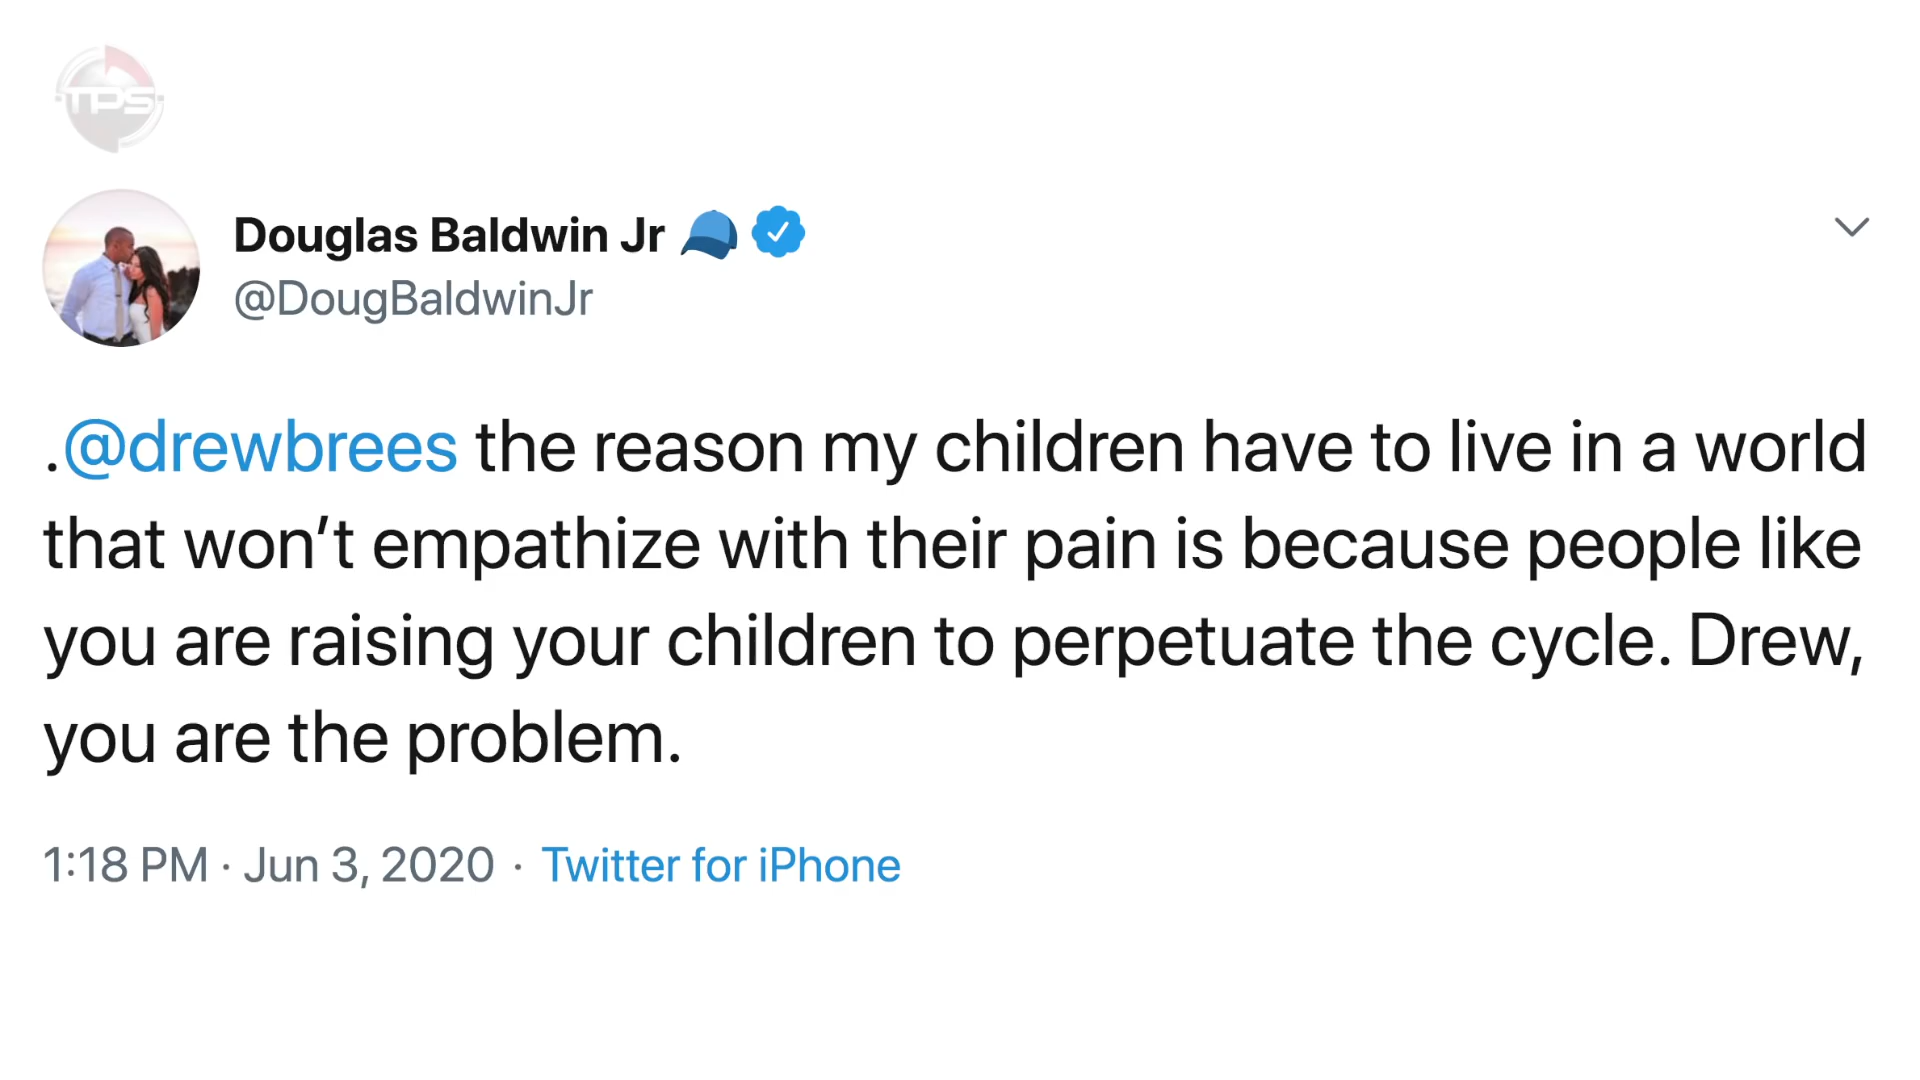 TPS
Douglas Baldwin Jr
@DougBaldwinJr
.@drewbrees the reason my children have to live in a world
that won’t empathize with their pain is because people like
you are raising your children to perpetuate the cycle. Drew,
you are the problem.
1:18 PM · Jun 3, 2020 · Twitter for iPhone